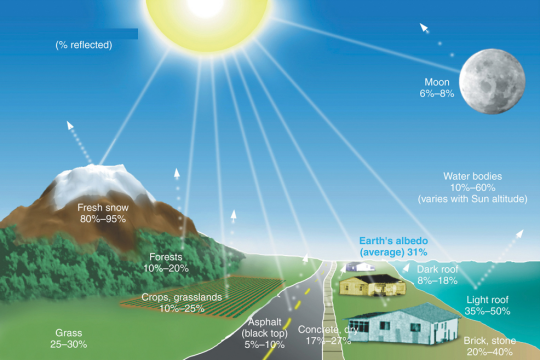 (% reflected)
Moon
6%–8%
Water bodies
10%–60%
(varies with Sun altitude)
Fresh snow
80%–95%
Earth's albedo
(average) 31%
Forests
10%–20%
Dark roof
8%–18%
Crops, grasslands
10%–25%
Light roof
35%–50%
Asphalt
(black top)
5%–10%
Concrete, dry
17%–27%
Grass
25–30%
Brick, stone
20%–40%